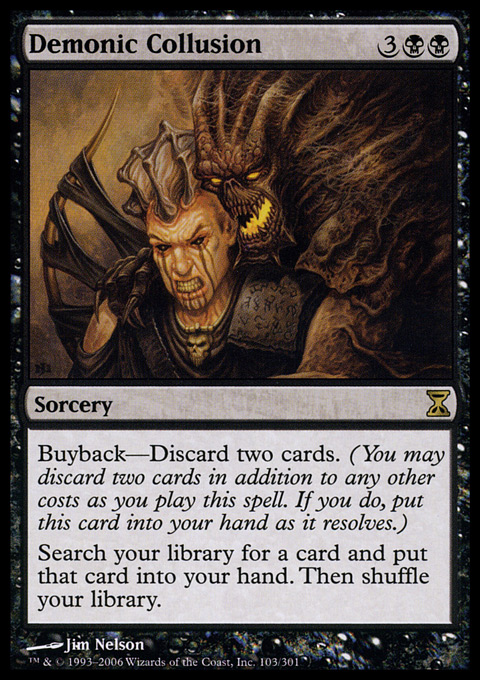 Demonic Collusion 3
Sorcery
Buyback—Discard two cards. (You may
discard two cards in addition to any other
costs as you play this spell. If you do, put
this card into your hand as it resolves.)
Search your library for a card and put
that card into your hand. Then shuffle
your library.
Jim Nelson
™ & © 1993–2006 Wizards of the Coast, Inc. 103/301